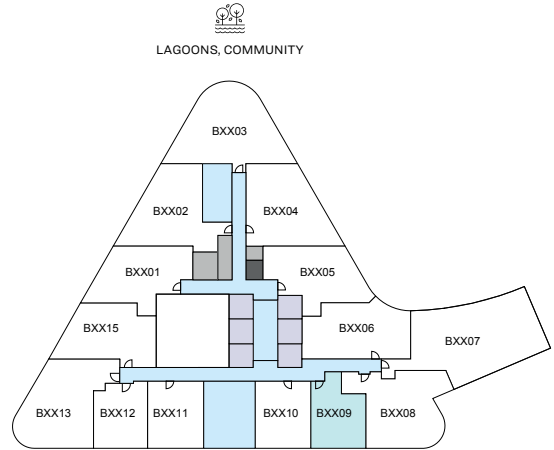 LAGOONS, COMMUNITY
BXX03
BXX02 BXX04
BXX01 BXX05
BXX15 BXX06
BXX07
BXX13 BXX12 BXX11 BXX10 BXX09 BXX08